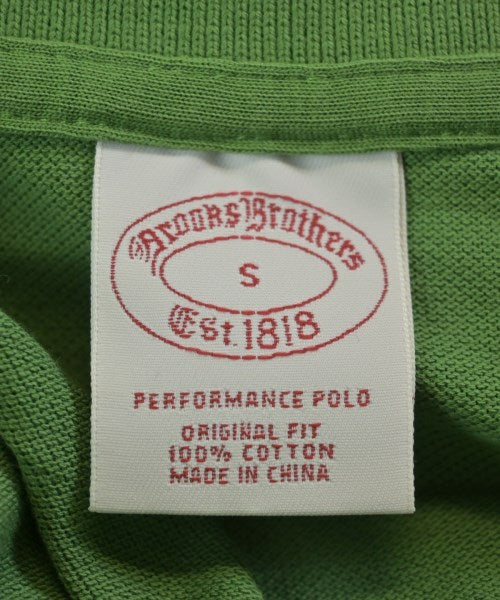 Brooks Brothers
S
Est. 1818
PERFORMANCE POLO
ORIGINAL FIT
100% COTTON
MADE IN CHINA